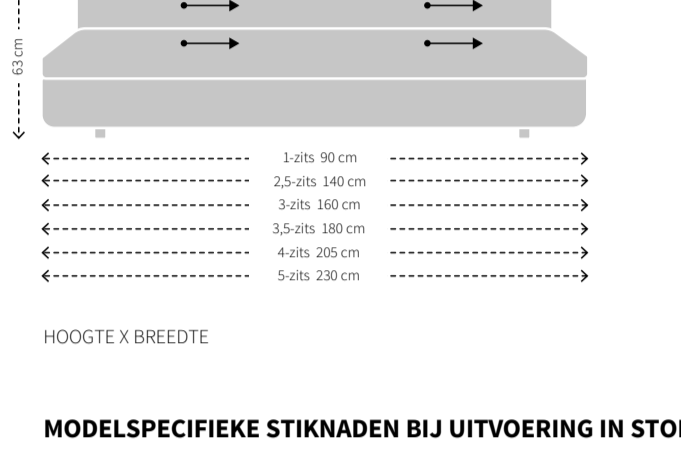 63 cm
1-zits 90 cm
2,5-zits 140 cm
3-zits 160 cm
3,5-zits 180 cm
4-zits 205 cm
5-zits 230 cm
HOOGTE X BREEDTE
MODELSPECIFIEKE STIKNADEN BIJ UITVOERING IN